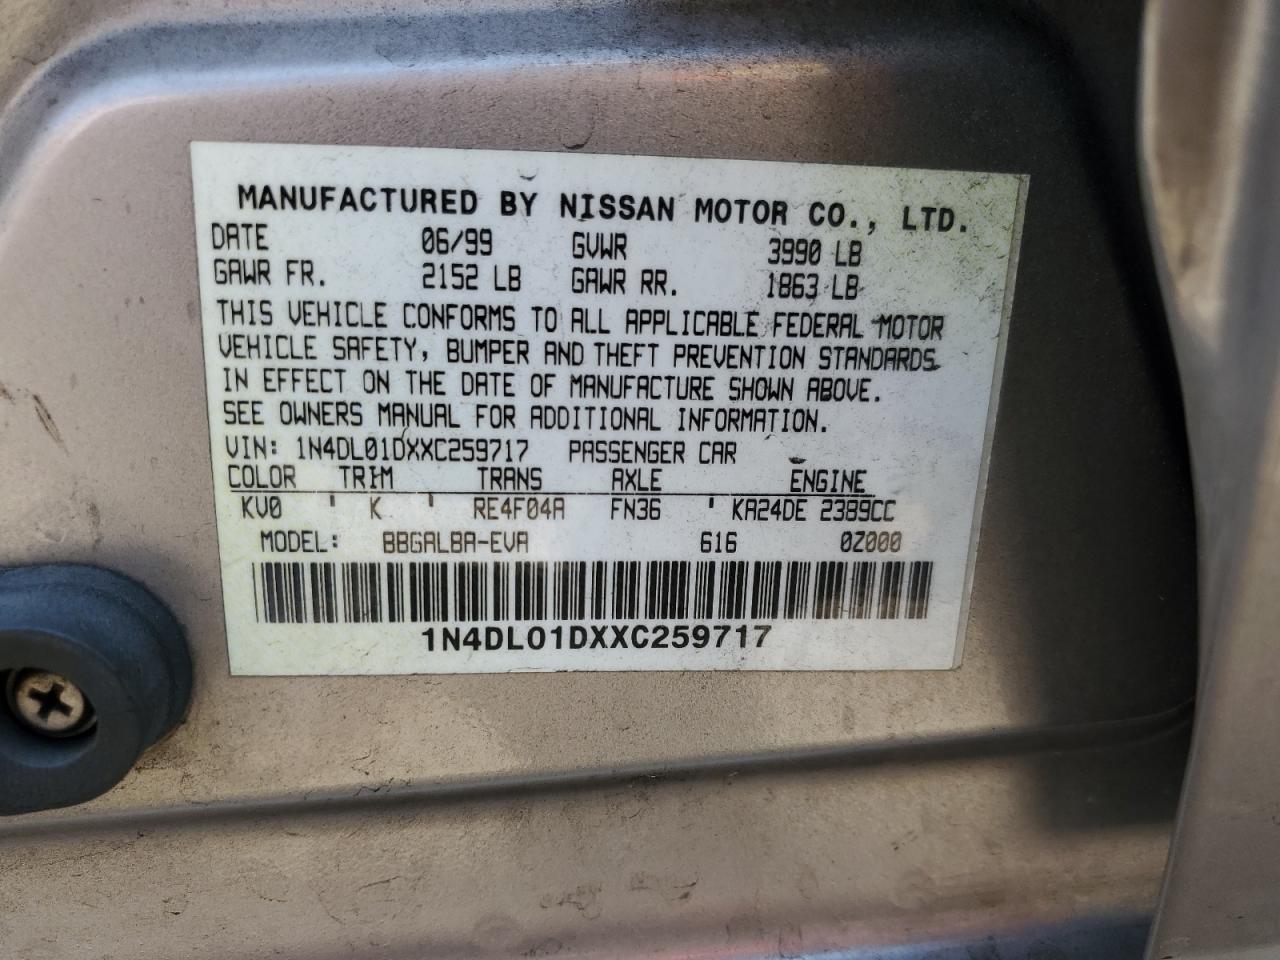 MANUFACTURED BY NISSAN MOTOR CO., LTD.
DATE 06/99 GVWR 3990 LB
GAWR FR. 2152 LB GAWR RR. 1863 LB
THIS VEHICLE CONFORMS TO ALL APPLICABLE FEDERAL MOTOR
VEHICLE SAFETY, BUMPER AND THEFT PREVENTION STANDARDS
IN EFFECT ON THE DATE OF MANUFACTURE SHOWN ABOVE.
SEE OWNERS MANUAL FOR ADDITIONAL INFORMATION.
VIN: 1N4DL01DXXC259717 PASSENGER CAR
COLOR TRIM TRANS AXLE ENGINE
KV0 ' K ' RE4F04A FN36 ' KA24DE 2389CC
MODEL: BBGALBA-EVA 616 0Z000
1N4DL01DXXC259717